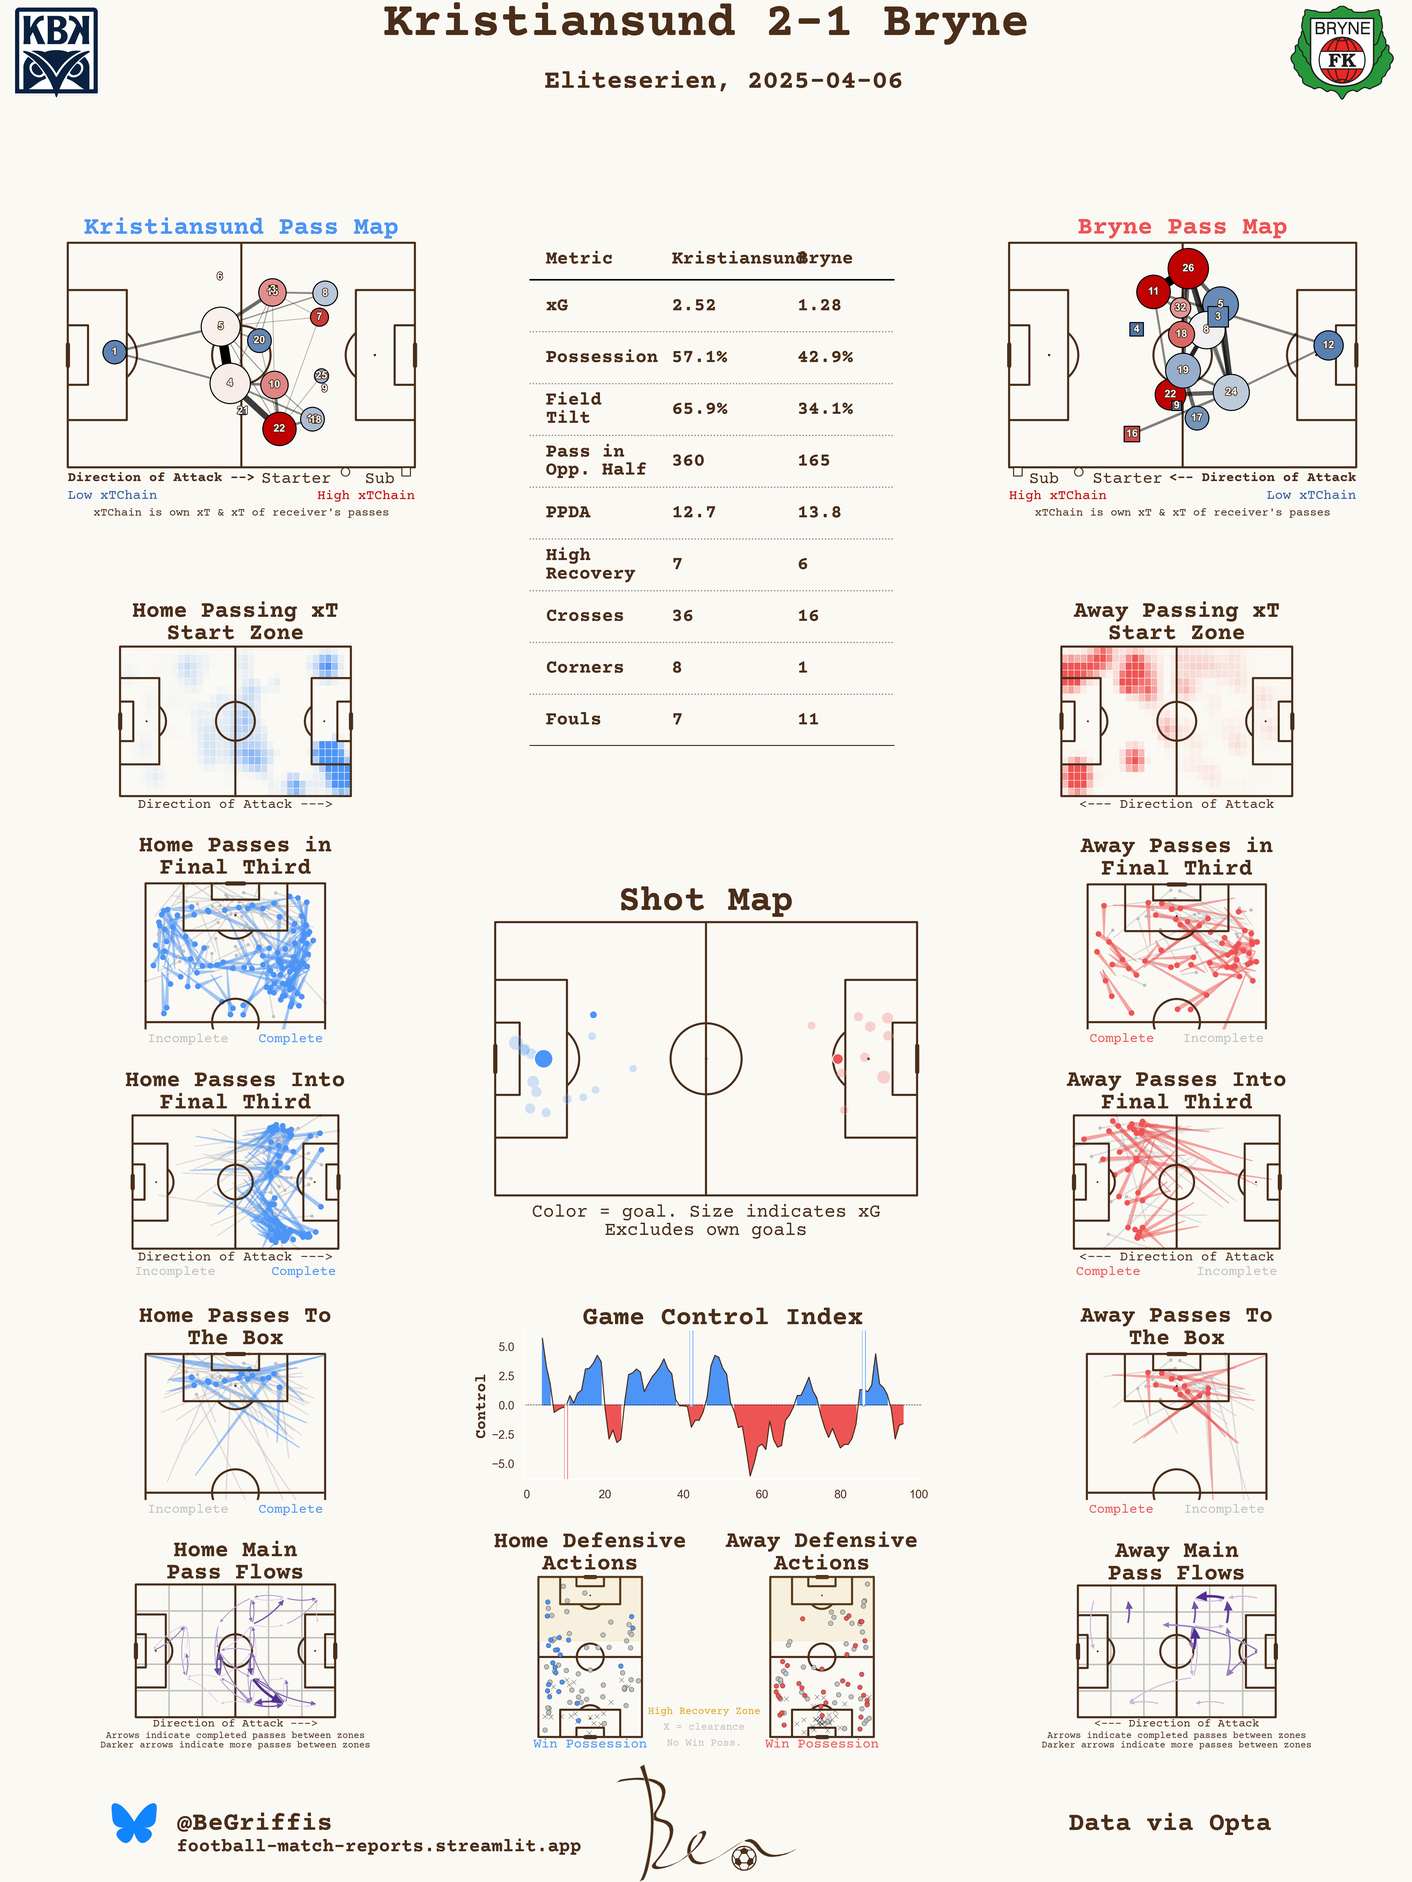 Kristiansund 2-1 Bryne
Eliteserien, 2025-04-06
KBK
BRYNE
FK
Kristiansund Pass Map
6
5
8
7
20
1
4
10
25
9
21
18
22
Direction of Attack --> Starter Sub
Low xTChain High xTChain
xTChain is own xT & xT of receiver's passes
Metric Kristiansund Bryne
xG 2.52 1.28
Possession 57.1% 42.9%
Field
Tilt 65.9% 34.1%
Pass in
Opp. Half 360 165
PPDA 12.7 13.8
High
Recovery 7 6
Crosses 36 16
Corners 8 1
Fouls 7 11
Bryne Pass Map
26
11
32
5
3
4
18
8
12
19
22
24
9
17
16
Sub Starter <-- Direction of Attack
High xTChain Low xTChain
xTChain is own xT & xT of receiver's passes
Home Passing xT
Start Zone
Direction of Attack --->
Away Passing xT
Start Zone
<--- Direction of Attack
Home Passes in
Final Third
Incomplete Complete
Away Passes in
Final Third
Complete Incomplete
Shot Map
Color = goal. Size indicates xG
Excludes own goals
Home Passes Into
Final Third
Direction of Attack --->
Incomplete Complete
Away Passes Into
Final Third
<--- Direction of Attack
Complete Incomplete
Home Passes To
The Box
Incomplete Complete
Game Control Index
Control
5.0
2.5
0.0
−2.5
−5.0
0 20 40 60 80 100
Away Passes To
The Box
Complete Incomplete
Home Main
Pass Flows
Direction of Attack --->
Arrows indicate completed passes between zones
Darker arrows indicate more passes between zones
Home Defensive
Actions
Win Possession
High Recovery Zone
X = clearance
No Win Poss.
Away Defensive
Actions
Win Possession
Away Main
Pass Flows
<--- Direction of Attack
Arrows indicate completed passes between zones
Darker arrows indicate more passes between zones
@BeGriffis
football-match-reports.streamlit.app
Ben
Data via Opta